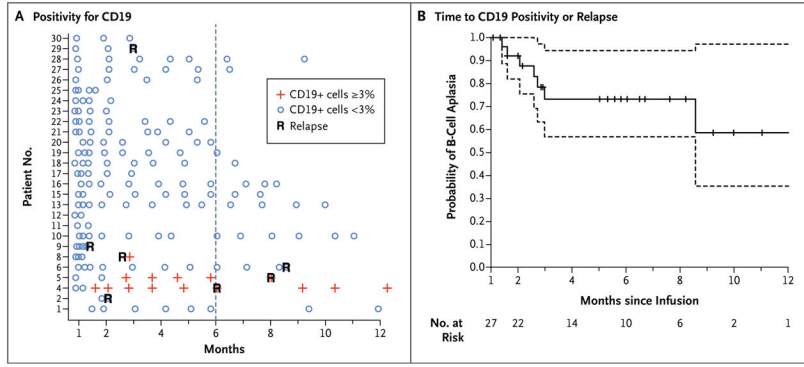 A Positivity for CD19
30
29
28
27
26
25
24
22
21
20
19
18
17
16
15
13
12
11
10
9
8
6
5
4
2
1
Patient No.
R
CD19+ cells ≥3%
CD19+ cells <3%
R Relapse
R
R
R
R
R
R
1 2 4 6 8 10 12
Months
B Time to CD19 Positivity or Relapse
1.0
0.9
0.8
0.7
0.6
0.5
0.4
0.3
0.2
0.1
0.0
Probability of B-Cell Aplasia
1 2 4 6 8 10 12
Months since Infusion
No. at Risk 27 22 14 10 6 2 1